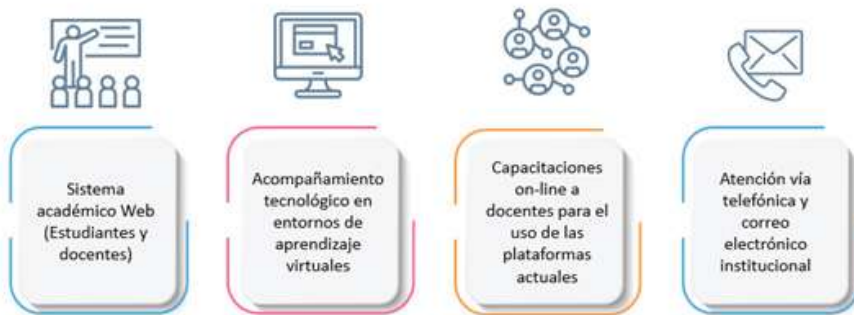 Sistema
académico Web
(Estudiantes y
docentes)
Acompañamiento
tecnológico en
entornos de
aprendizaje
virtuales
Capacitaciones
on-line a
docentes para el
uso de las
plataformas
actuales
Atención vía
telefónica y
correo
electrónico
institucional